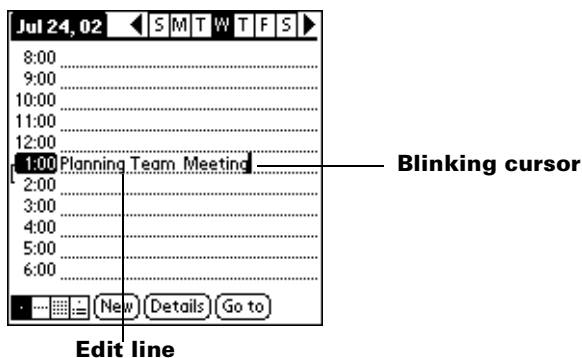 Jul 24, 02 S M T W T F S
8:00
9:00
10:00
11:00
12:00
1:00 Planning Team Meeting Blinking cursor
2:00
3:00
4:00
5:00
6:00
New Details Go to
Edit line